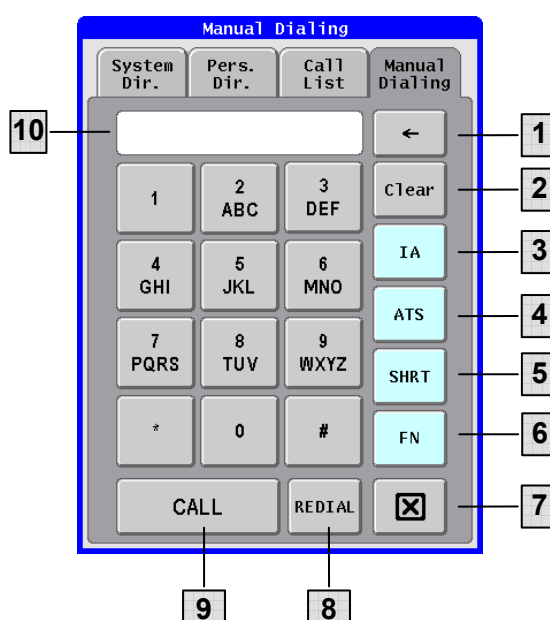 Manual Dialing
System Dir.
Pers. Dir.
Call List
Manual Dialing
10
←
1
1
2 ABC
3 DEF
Clear
2
IA
3
4 GHI
5 JKL
6 MNO
ATS
4
7 PQRS
8 TUV
9 WXYZ
SHRT
5
*
0
#
FN
6
CALL
REDIAL
7
9
8